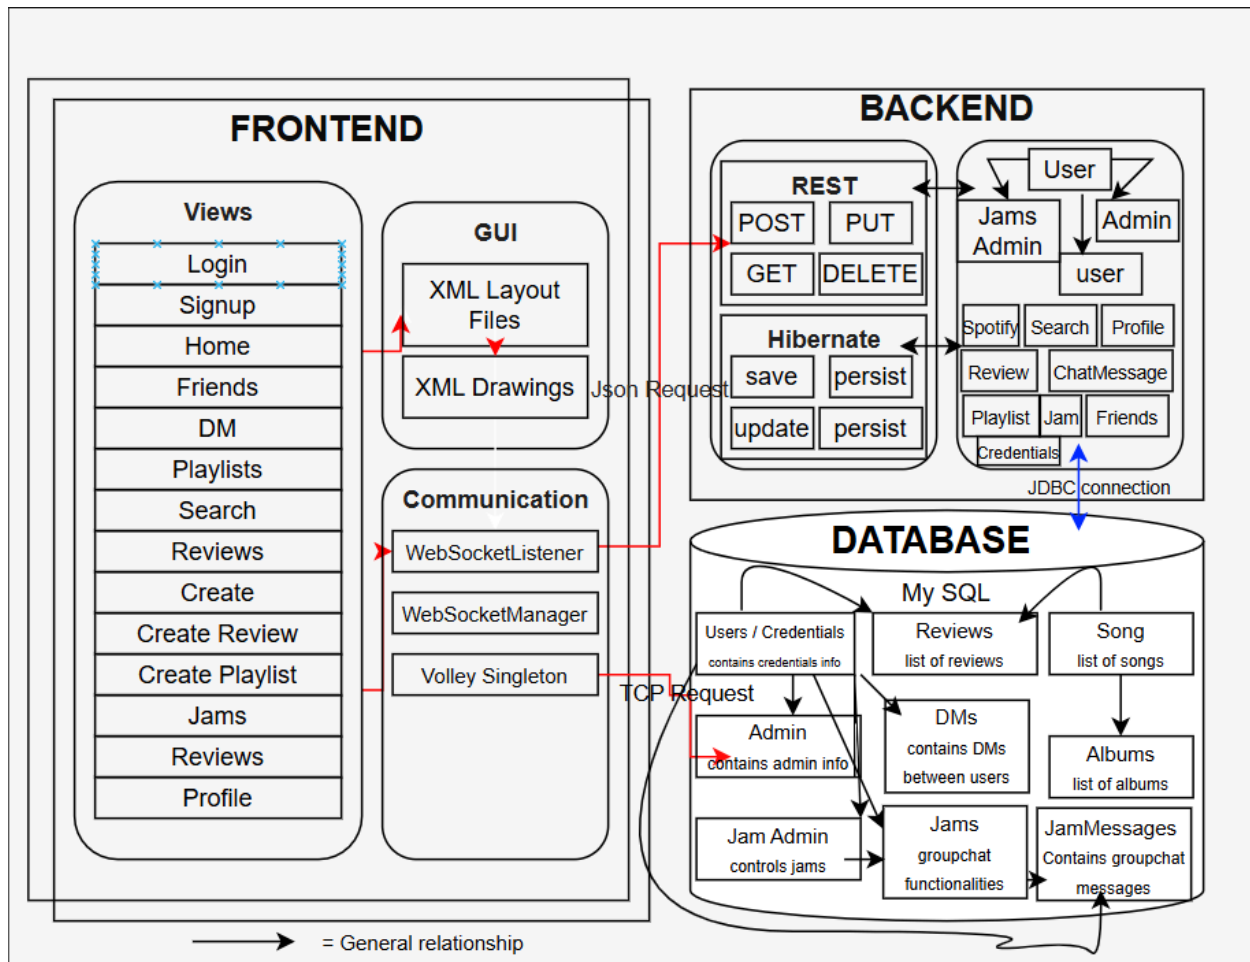 FRONTEND
Views
Login
Signup
Home
Friends
DM
Playlists
Search
Reviews
Create
Create Review
Create Playlist
Jams
Reviews
Profile
GUI
XML Layout
Files
XML Drawings
Communication
WebSocketListener
WebSocketManager
Volley Singleton
Json Request
TCP Request
BACKEND
REST
POST
PUT
GET
DELETE
Hibernate
save
persist
update
persist
User
Jams
Admin
Admin
user
Spotify
Search
Profile
Review
ChatMessage
Playlist
Jam
Friends
Credentials
JDBC connection
DATABASE
My SQL
Users / Credentials
contains credentials info
Reviews
list of reviews
Song
list of songs
Admin
contains admin info
DMs
contains DMs
between users
Albums
list of albums
Jam Admin
controls jams
Jams
groupchat
functionalities
JamMessages
Contains groupchat
messages
= General relationship